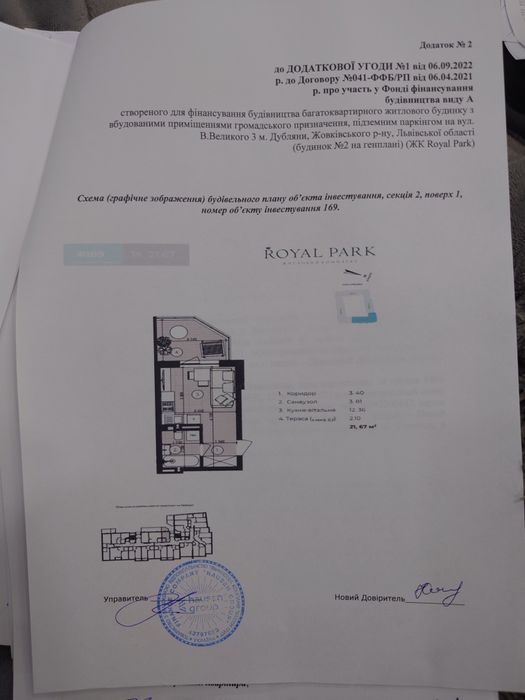 Додаток № 2
до ДОДАТКОВОЇ УГОДИ №1 від 06.09.2022
р. до Договору №041-ФФБ/РП від 06.04.2021
р. про участь у Фонді фінансування
будівництва виду А
створеного для фінансування будівництва багатоквартирного житлового будинку з
вбудованими приміщеннями громадського призначення, підземним паркінгом на вул.
В.Великого 3 м. Дубляни, Жовківського р-ну, Львівської області
(будинок №2 на генплані) (ЖК Royal Park)
Схема (графічне зображення) будівельного плану об'єкта інвестування, секція 2, поверх 1,
номер об'єкту інвестування 169.
ROYAL PARK
1. Коридор 3. 40
2. Санвузол 3. 81
3. Кухня-вітальня 12. 36
4. Тераса 2.10
21, 67 м²
Управитель
hausen
group
42797673
Новий Довіритель